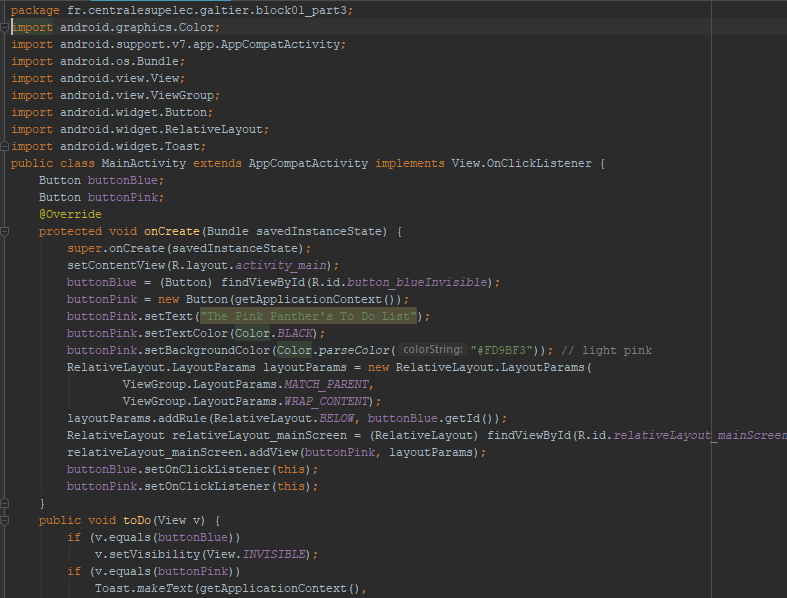 package fr.centralesupelec.galtier.block01_part3;
import android.graphics.Color;
import android.support.v7.app.AppCompatActivity;
import android.os.Bundle;
import android.view.View;
import android.view.ViewGroup;
import android.widget.Button;
import android.widget.RelativeLayout;
import android.widget.Toast;
public class MainActivity extends AppCompatActivity implements View.OnClickListener {
    Button buttonBlue;
    Button buttonPink;
    @Override
    protected void onCreate(Bundle savedInstanceState) {
        super.onCreate(savedInstanceState);
        setContentView(R.layout.activity_main);
        buttonBlue = (Button) findViewById(R.id.button_blueInvisible);
        buttonPink = new Button(getApplicationContext());
        buttonPink.setText("The Pink Panther's To Do List");
        buttonPink.setTextColor(Color.BLACK);
        buttonPink.setBackgroundColor(Color.parseColor( colorString: "#FD9BF3")); // light pink
        RelativeLayout.LayoutParams layoutParams = new RelativeLayout.LayoutParams(
                ViewGroup.LayoutParams.MATCH_PARENT,
                ViewGroup.LayoutParams.WRAP_CONTENT);
        layoutParams.addRule(RelativeLayout.BELOW, buttonBlue.getId());
        RelativeLayout relativeLayout_mainScreen = (RelativeLayout) findViewById(R.id.relativeLayout_mainScreen
        relativeLayout_mainScreen.addView(buttonPink, layoutParams);
        buttonBlue.setOnClickListener(this);
        buttonPink.setOnClickListener(this);
    }
    public void toDo(View v) {
        if (v.equals(buttonBlue))
            v.setVisibility(View.INVISIBLE);
        if (v.equals(buttonPink))
            Toast.makeText(getApplicationContext(),